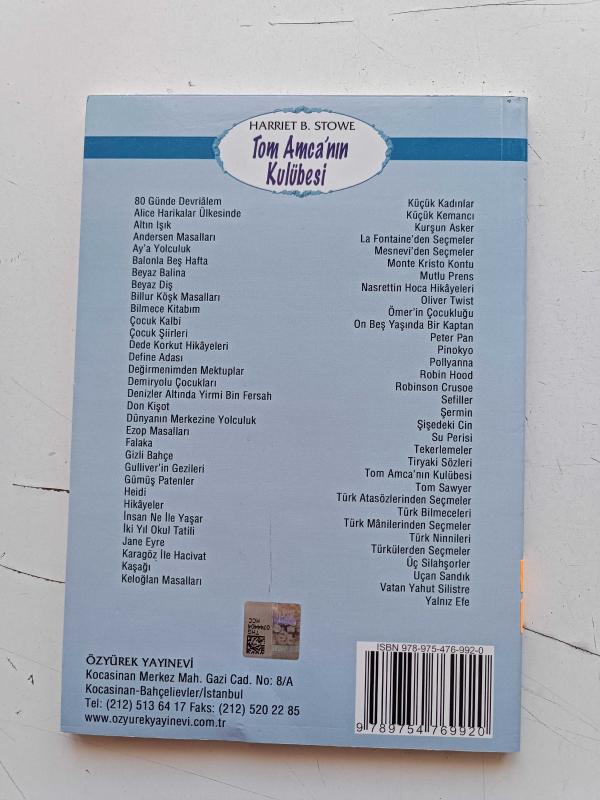 HARRIET B. STOWE
Tom Amca'nın
Kulübesi
80 Günde Devriâlem
Alice Harikalar Ülkesinde
Altın Işık
Andersen Masalları
Ay'a Yolculuk
Balonla Beş Hafta
Beyaz Balina
Beyaz Diş
Billur Köşk Masalları
Bilmece Kitabım
Çocuk Kalbi
Çocuk Şiirleri
Dede Korkut Hikâyeleri
Define Adası
Değirmenimden Mektuplar
Demiryolu Çocukları
Denizler Altında Yirmi Bin Fersah
Don Kişot
Dünyanın Merkezine Yolculuk
Ezop Masalları
Falaka
Gizli Bahçe
Gulliver'in Gezileri
Gümüş Patenler
Heidi
Hikâyeler
İnsan Ne İle Yaşar
İki Yıl Okul Tatili
Jane Eyre
Karagöz İle Hacivat
Kaşağı
Keloğlan Masalları
Küçük Kadınlar
Küçük Kemancı
Kurşun Asker
La Fontaine'den Seçmeler
Mesnevi'den Seçmeler
Monte Kristo Kontu
Mutlu Prens
Nasrettin Hoca Hikâyeleri
Oliver Twist
Ömer'in Çocukluğu
On Beş Yaşında Bir Kaptan
Peter Pan
Pinokyo
Pollyanna
Robin Hood
Robinson Crusoe
Sefiller
Şermin
Şişedeki Cin
Su Perisi
Tekerlemeler
Tiryaki Sözleri
Tom Amca'nın Kulübesi
Tom Sawyer
Türk Atasözlerinden Seçmeler
Türk Bilmeceleri
Türk Mânilerinden Seçmeler
Türk Ninnileri
Türkülerden Seçmeler
Üç Silahşorler
Uçan Sandık
Vatan Yahut Silistre
Yalnız Efe
ÖZYÜREK YAYINEVİ
Kocasinan Merkez Mah. Gazi Cad. No: 8/A
Kocasinan-Bahçelievler/İstanbul
Tel: (212) 513 64 17 Faks: (212) 520 22 85
www.ozyurekyayinevi.com.tr
ISBN 978-975-476-992-0
9 789754 769920